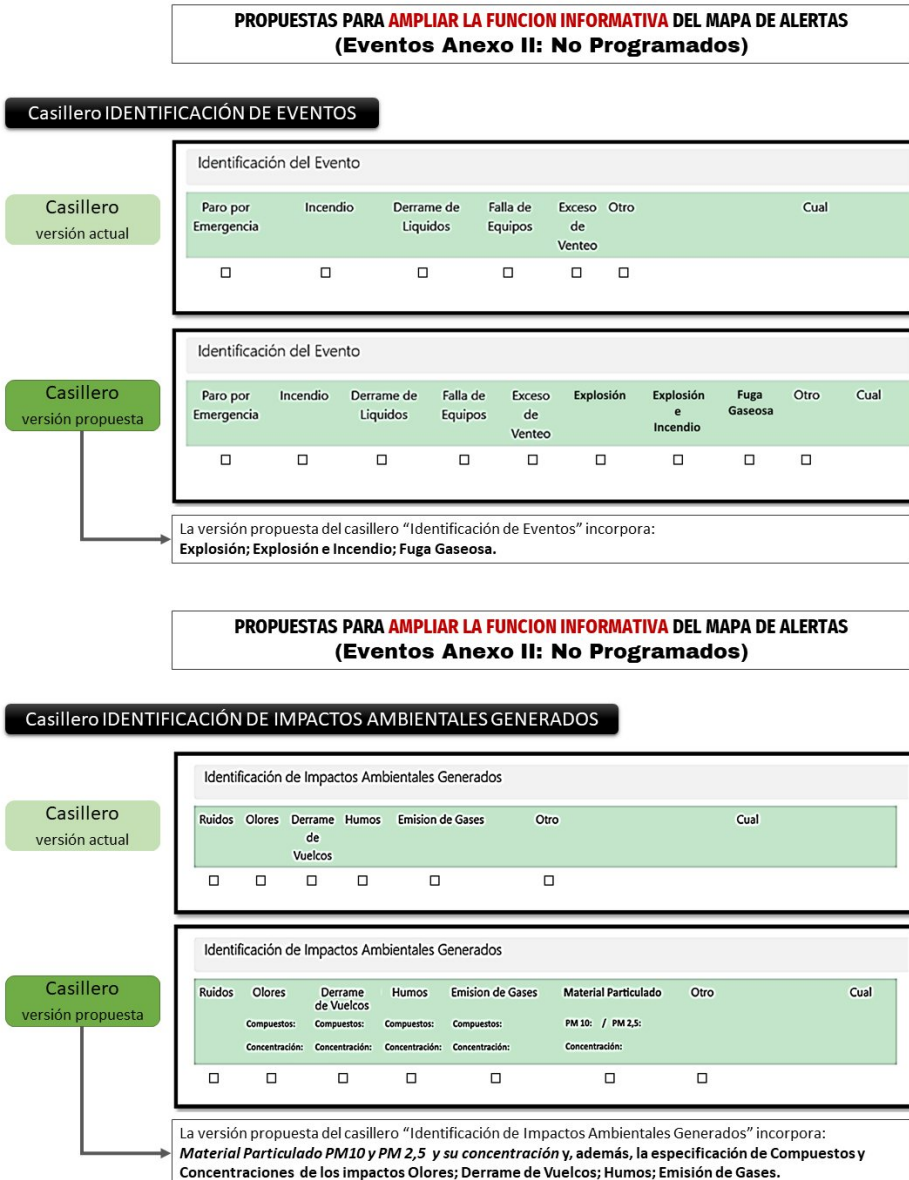 PROPUESTAS PARA AMPLIAR LA FUNCION INFORMATIVA DEL MAPA DE ALERTAS
(Eventos Anexo II: No Programados)
Casillero IDENTIFICACIÓN DE EVENTOS
Casillero
versión actual
Identificación del Evento
Paro por Emergencia Incendio Derrame de Liquidos Falla de Equipos Exceso de Venteo Otro Cual
Casillero
versión propuesta
Identificación del Evento
Paro por Emergencia Incendio Derrame de Liquidos Falla de Equipos Exceso de Venteo Explosión Explosión e Incendio Fuga Gaseosa Otro Cual
La versión propuesta del casillero “Identificación de Eventos” incorpora:
Explosión; Explosión e Incendio; Fuga Gaseosa.
PROPUESTAS PARA AMPLIAR LA FUNCION INFORMATIVA DEL MAPA DE ALERTAS
(Eventos Anexo II: No Programados)
Casillero IDENTIFICACIÓN DE IMPACTOS AMBIENTALES GENERADOS
Casillero
versión actual
Identificación de Impactos Ambientales Generados
Ruidos Olores Derrame de Vuelcos Humos Emision de Gases Otro Cual
Casillero
versión propuesta
Identificación de Impactos Ambientales Generados
Ruidos Olores Derrame de Vuelcos Humos Emision de Gases Material Particulado Otro Cual
Compuestos: Compuestos: Compuestos: Compuestos: PM 10: / PM 2,5:
Concentración: Concentración: Concentración: Concentración: Concentración:
La versión propuesta del casillero “Identificación de Impactos Ambientales Generados” incorpora:
Material Particulado PM10 y PM 2,5 y su concentración y, además, la especificación de Compuestos y
Concentraciones de los impactos Olores; Derrame de Vuelcos; Humos; Emisión de Gases.